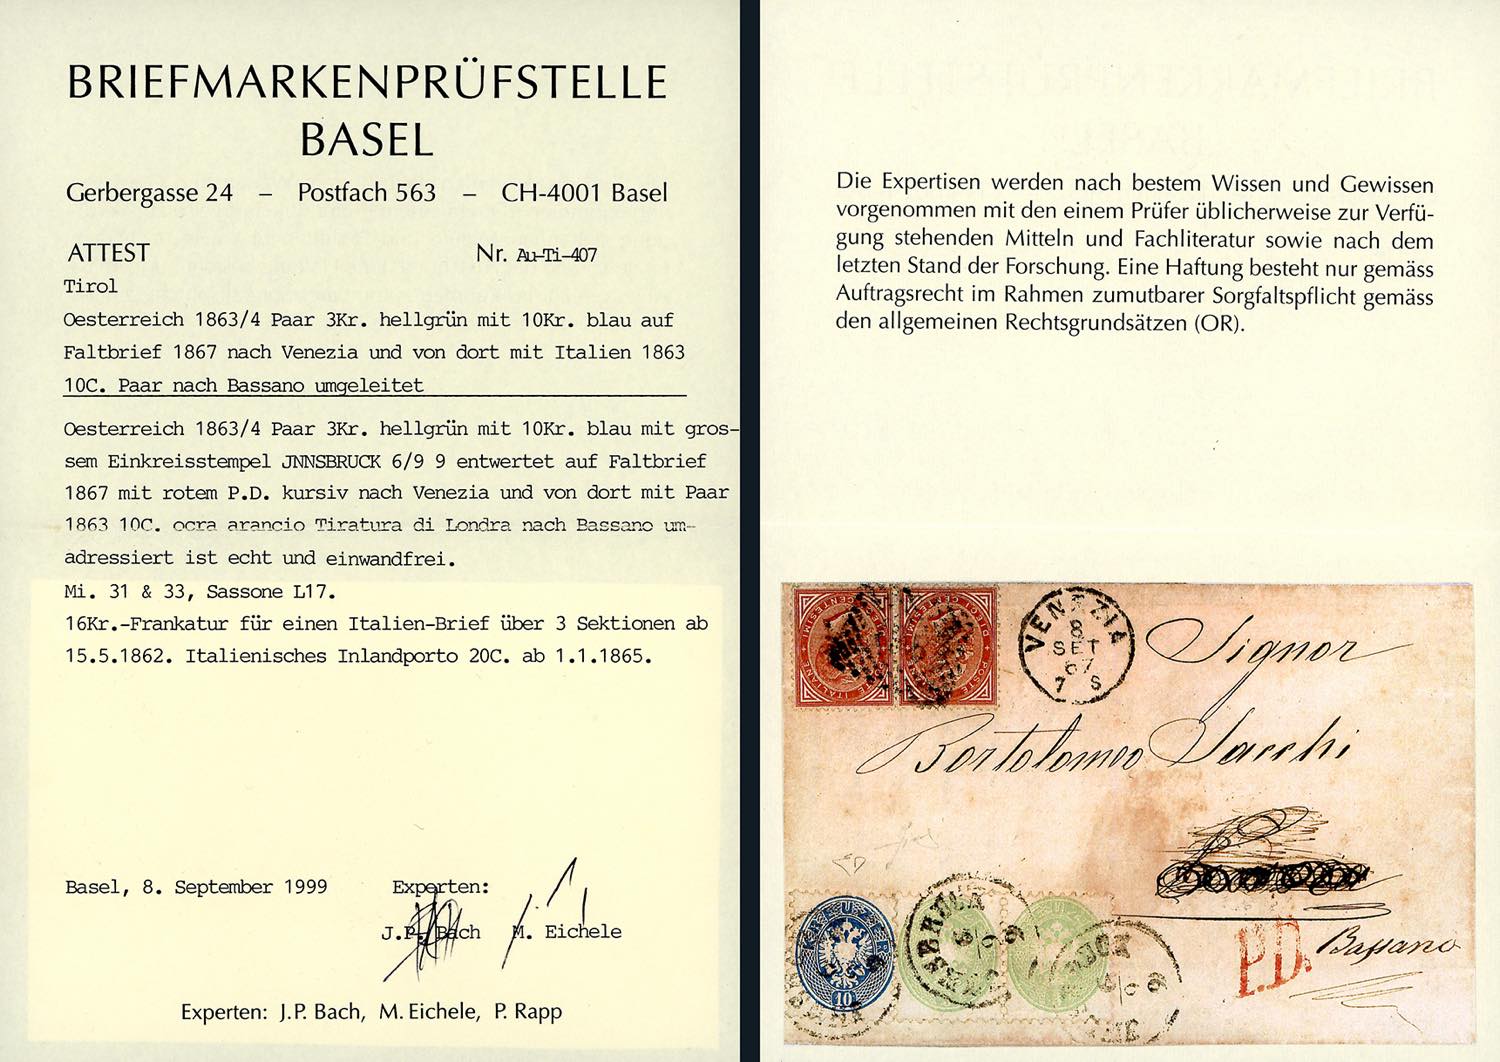 BRIEFMARKENPRÜFSTELLE
BASEL
Gerbergasse 24 – Postfach 563 – CH-4001 Basel
ATTEST Nr. Au-Ti-407
Tirol
Oesterreich 1863/4 Paar 3Kr. hellgrün mit 10Kr. blau auf
Faltbrief 1867 nach Venezia und von dort mit Italien 1863
10C. Paar nach Bassano umgeleitet
Oesterreich 1863/4 Paar 3Kr. hellgrün mit 10Kr. blau mit gros-
sem Einkreisstempel JNNSBRUCK 6/9 9 entwertet auf Faltbrief
1867 mit rotem P.D. kursiv nach Venezia und von dort mit Paar
1863 10C. ocra arancio Tiratura di Londra nach Bassano um-
adressiert ist echt und einwandfrei.
Mi. 31 & 33, Sassone L17.
16Kr.-Frankatur für einen Italien-Brief über 3 Sektionen ab
15.5.1862. Italienisches Inlandporto 20C. ab 1.1.1865.
Basel, 8. September 1999 Experten:
J.P. Bach M. Eichele
Experten: J.P. Bach, M. Eichele, P. Rapp
Die Expertisen werden nach bestem Wissen und Gewissen
vorgenommen mit den einem Prüfer üblicherweise zur Verfü-
gung stehenden Mitteln und Fachliteratur sowie nach dem
letzten Stand der Forschung. Eine Haftung besteht nur gemäss
Auftragsrecht im Rahmen zumutbarer Sorgfaltspflicht gemäss
den allgemeinen Rechtsgrundsätzen (OR).
POSTE ITALIANE
DIECI CENTESIMI
VENEZIA
8
SET
67
7 S
Signor
Bortolomeo Sacchi
Bassano
P.D.
KREUZER
10